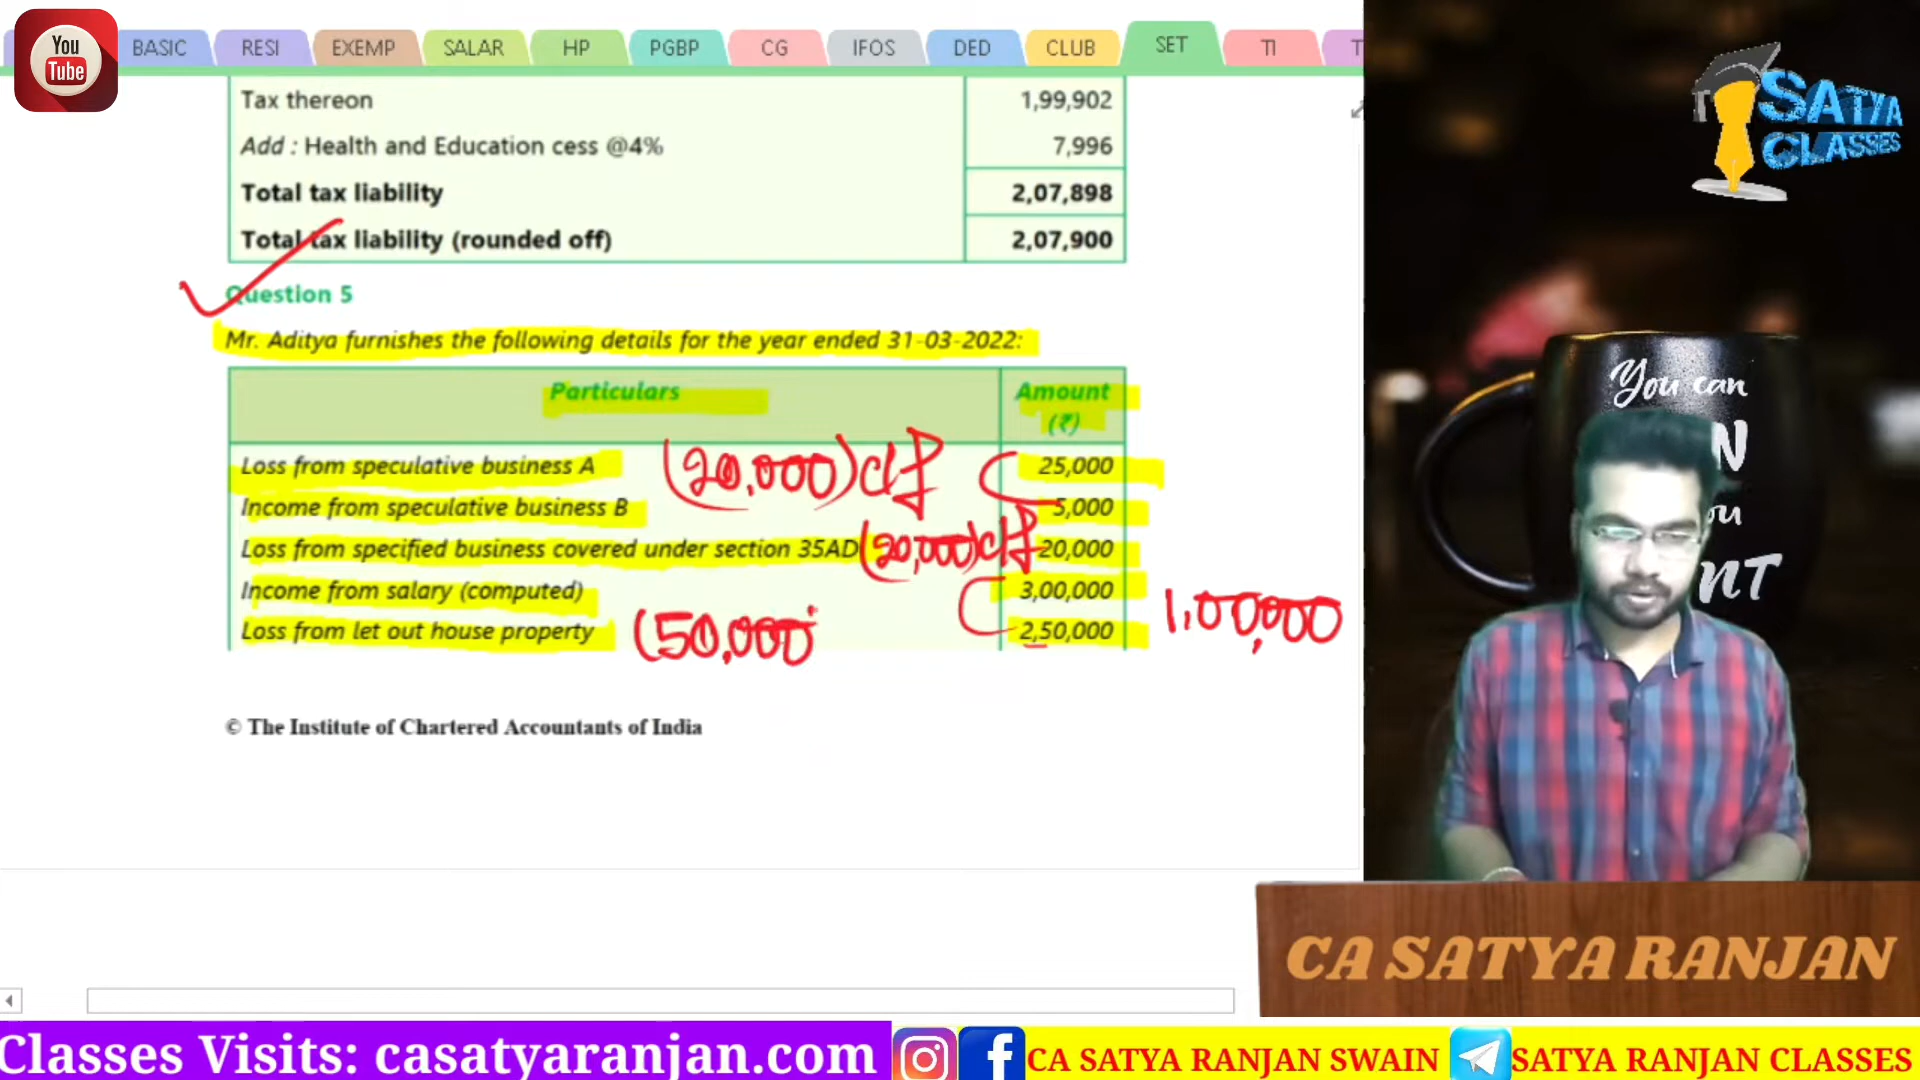 You Tube
BASIC RESI EXEMP SALAR HP PGBP CG IFOS DED CLUB SET TI T
Tax thereon 1,99,902
Add : Health and Education cess @4% 7,996
Total tax liability 2,07,898
Total tax liability (rounded off) 2,07,900
Question 5
Mr. Aditya furnishes the following details for the year ended 31-03-2022:
Particulars Amount (₹)
Loss from speculative business A (20,000) c/f 25,000
Income from speculative business B 5,000
Loss from specified business covered under section 35AD (20,000) c/f 20,000
Income from salary (computed) 3,00,000
Loss from let out house property (50,000 2,50,000 1,00,000
© The Institute of Chartered Accountants of India
SATYA CLASSES
You can
N
ou
NT
CA SATYA RANJAN
Classes Visits: casatyaranjan.com CA SATYA RANJAN SWAIN SATYA RANJAN CLASSES